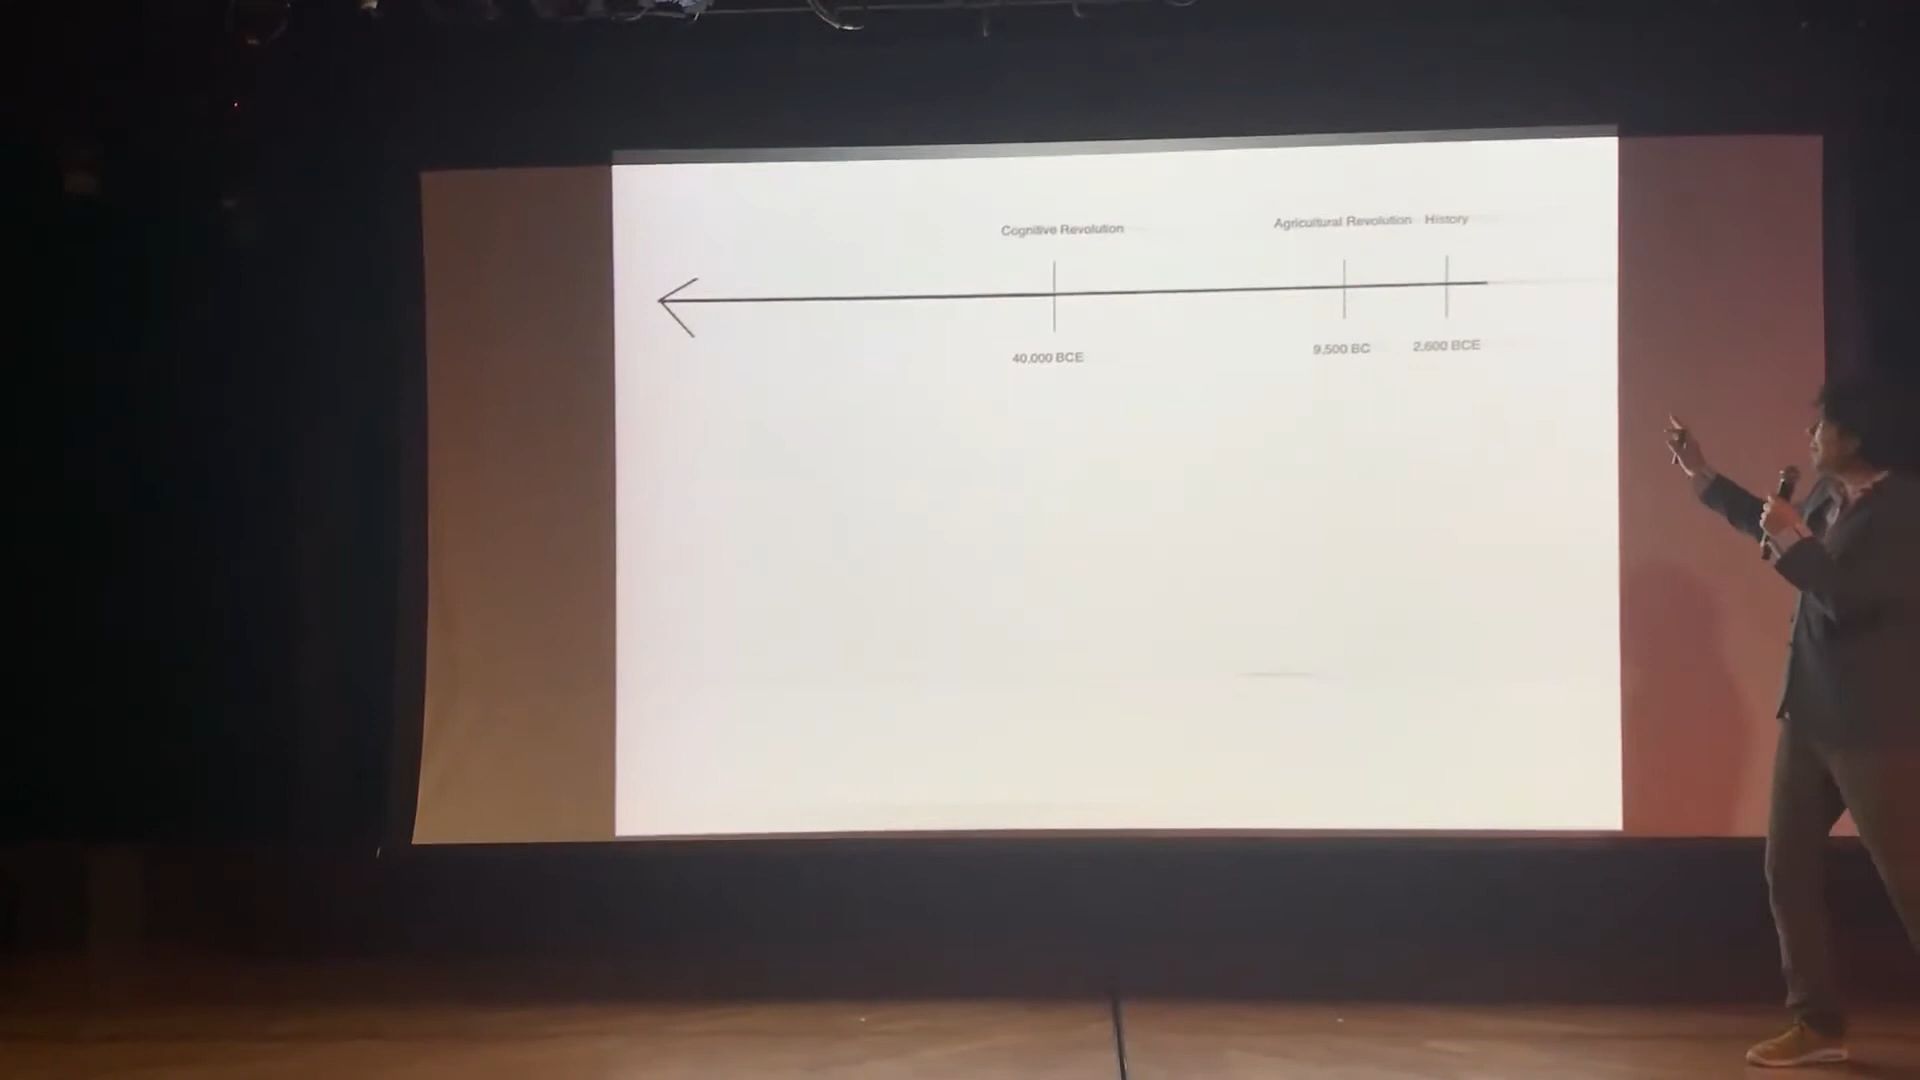 Cognitive Revolution
Agricultural Revolution
History
40,000 BCE
9,500 BC
2,600 BCE